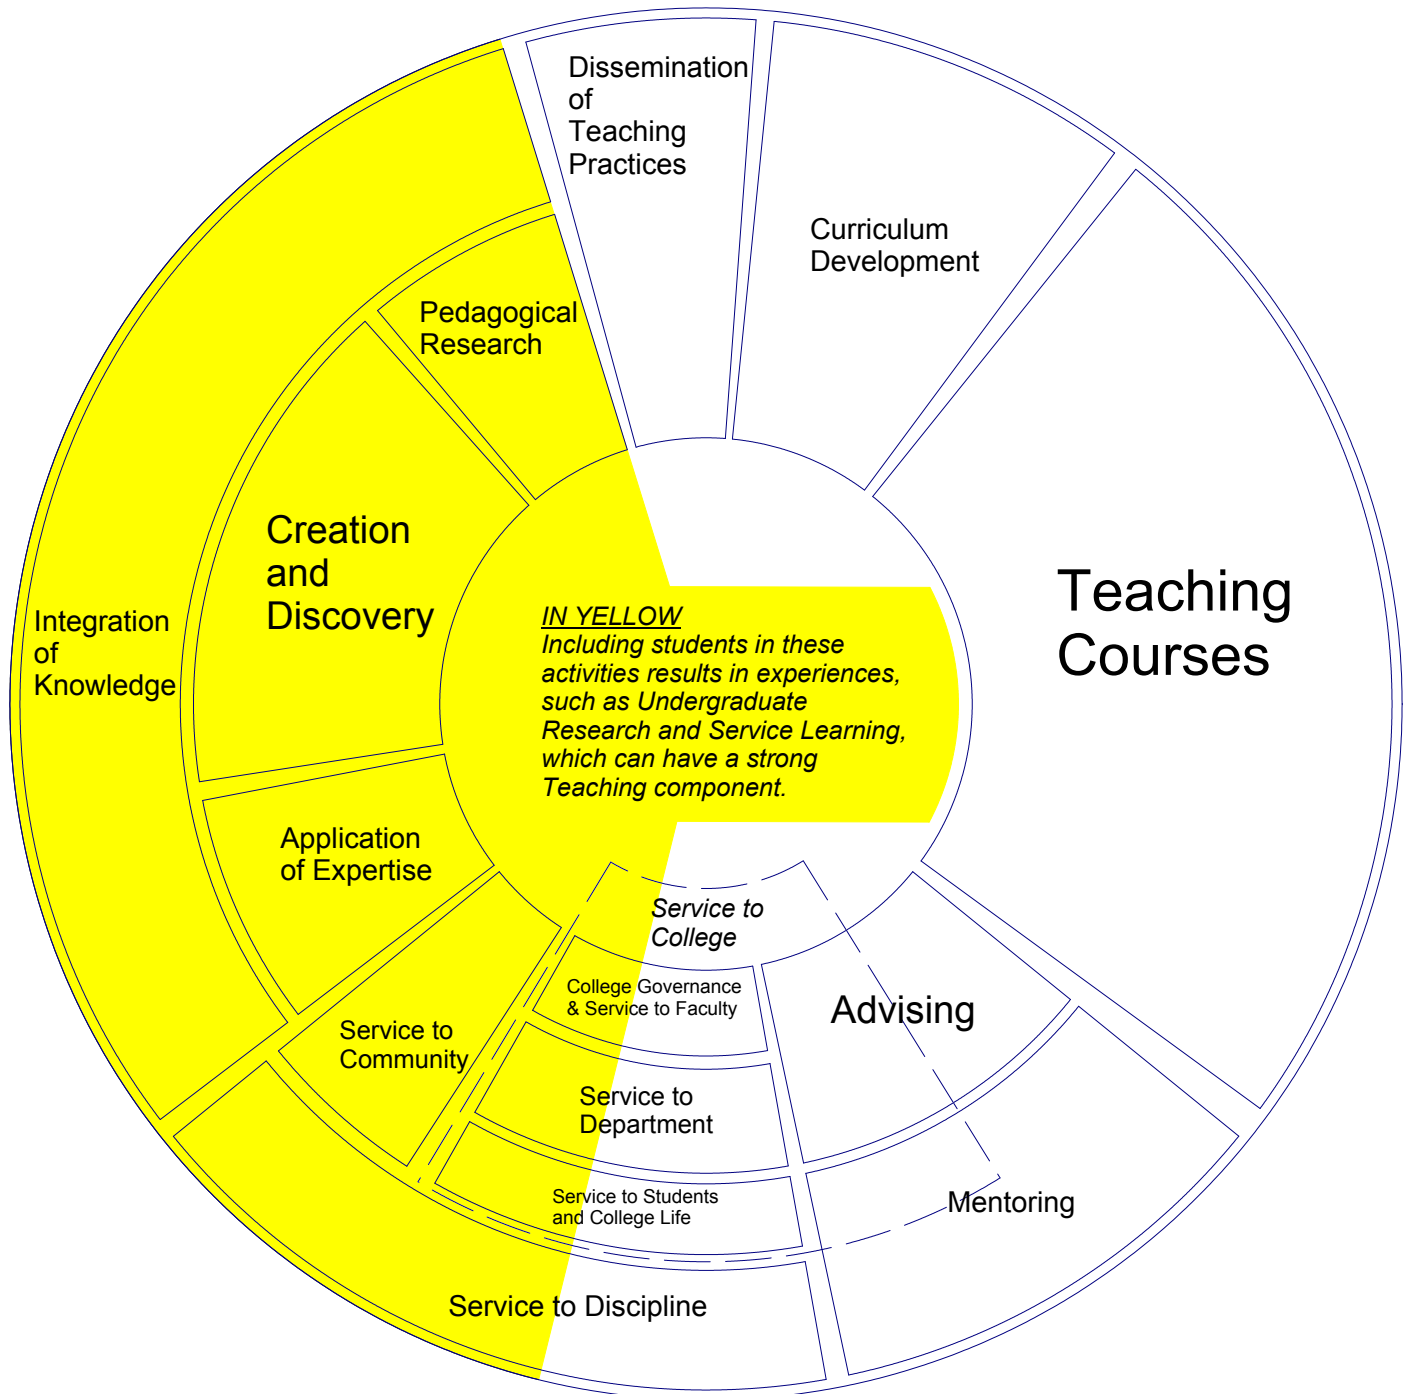 Dissemination
of
Teaching
Practices
Curriculum
Development
Pedagogical
Research
Creation
and
Discovery
Teaching
Courses
Integration
of
Knowledge
IN YELLOW
Including students in these
activities results in experiences,
such as Undergraduate
Research and Service Learning,
which can have a strong
Teaching component.
Application
of Expertise
Service to
College
College Governance
& Service to Faculty
Advising
Service to
Community
Service to
Department
Service to Students
and College Life
Mentoring
Service to Discipline